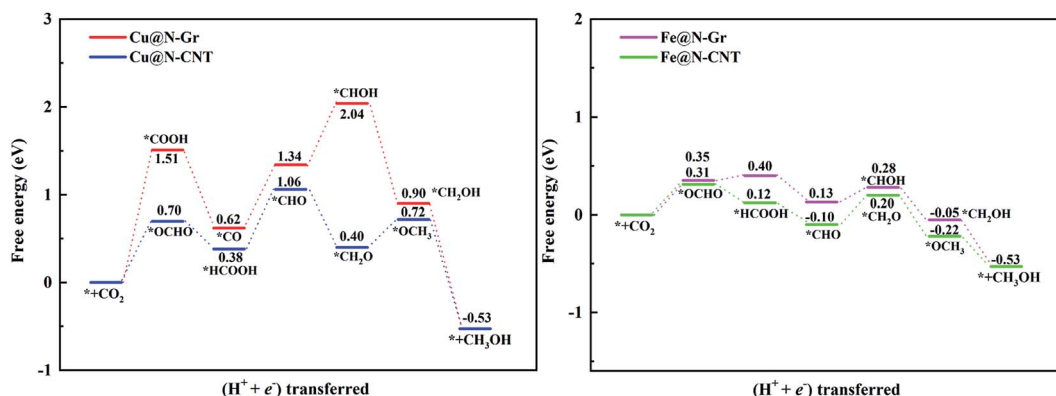 3
2
1
0
-1
Free energy (eV)
Cu@N-Gr
Cu@N-CNT
*+CO₂
*COOH
1.51
0.70
*OCHO
0.62
*CO
0.38
*HCOOH
1.34
1.06
*CHO
*CHOH
2.04
0.40
*CH₂O
0.90
*CH₂OH
0.72
*OCH₃
-0.53
*+CH₃OH
(H⁺ + e⁻) transferred
2
1
0
-1
Free energy (eV)
Fe@N-Gr
Fe@N-CNT
*+CO₂
0.35
0.31
*OCHO
0.40
0.12
*HCOOH
0.13
-0.10
*CHO
0.28
*CHOH
0.20
*CH₂O
-0.05
*CH₂OH
-0.22
*OCH₃
-0.53
*+CH₃OH
(H⁺ + e⁻) transferred